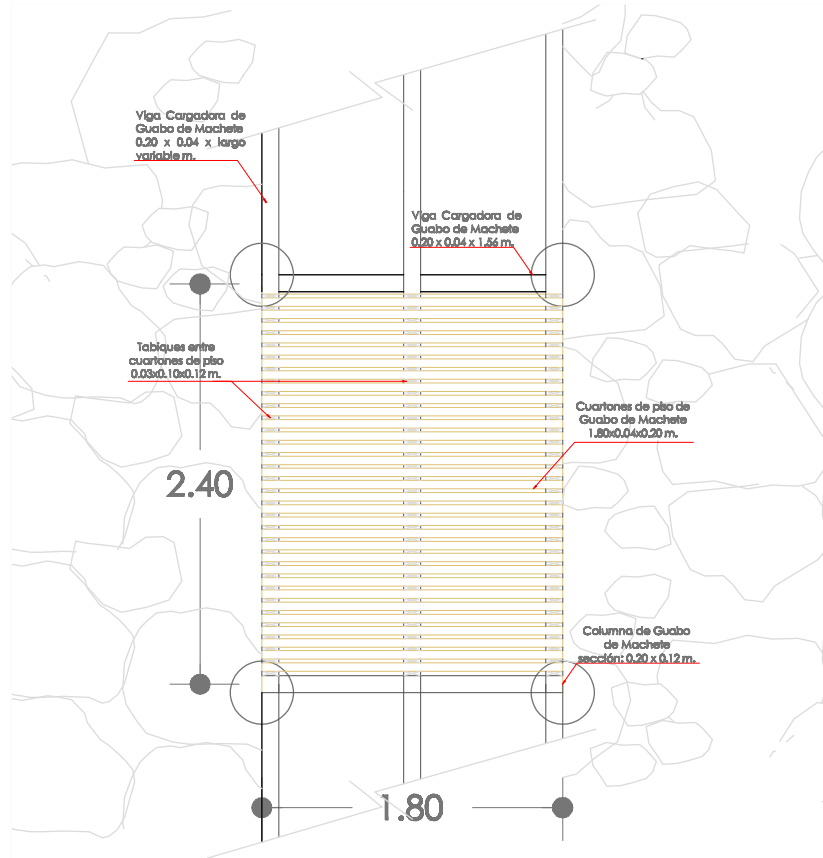 Viga Cargadora de
Guabo de Machete
0.20 x 0.04 x largo
variable m.
Viga Cargadora de
Guabo de Machete
0.20 x 0.04 x 1.56 m.
Tabiques entre
cuartones de piso
0.03x0.10x0.12 m.
Cuartones de piso de
Guabo de Machete
1.80x0.04x0.20 m.
2.40
Columna de Guabo
de Machete
sección: 0.20 x 0.12 m.
1.80